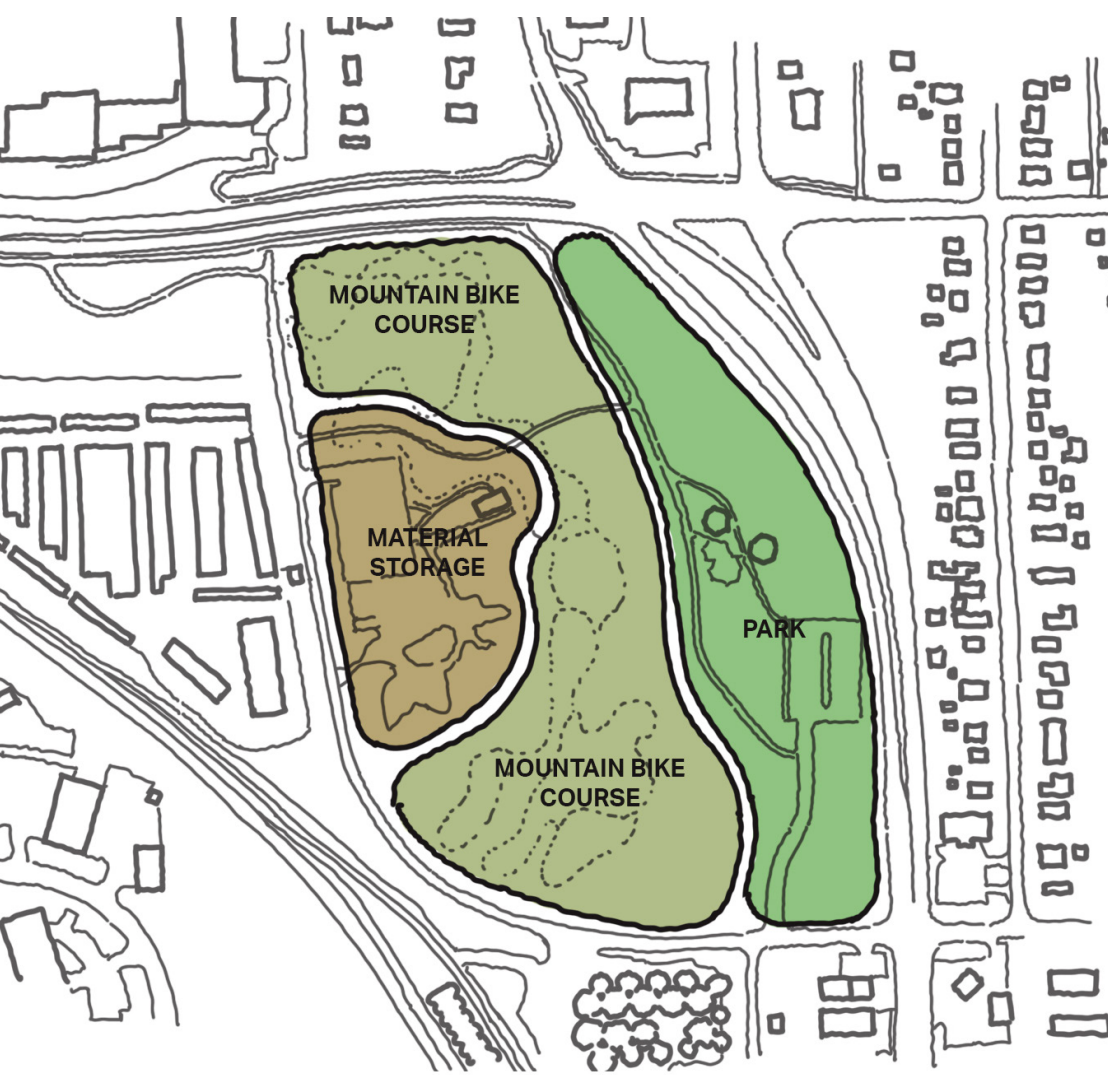 MOUNTAIN BIKE
COURSE
MATERIAL
STORAGE
PARK
MOUNTAIN BIKE
COURSE